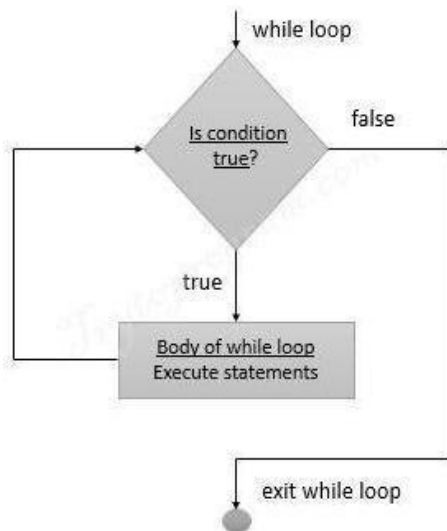 while loop
Is condition
true?
false
true
Body of while loop
Execute statements
exit while loop